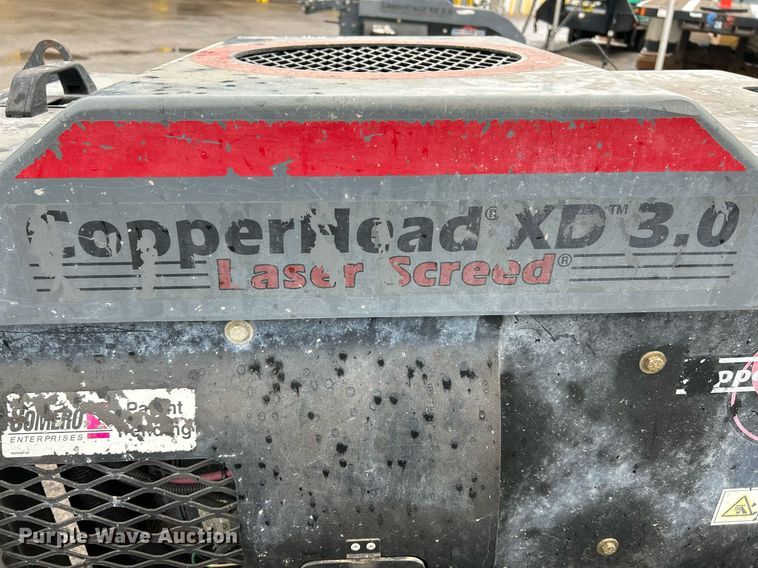 CopperHead® XD™ 3.0
Laser Screed®
SOMERO
ENTERPRISES
Patent
Pending
Purple Wave Auction